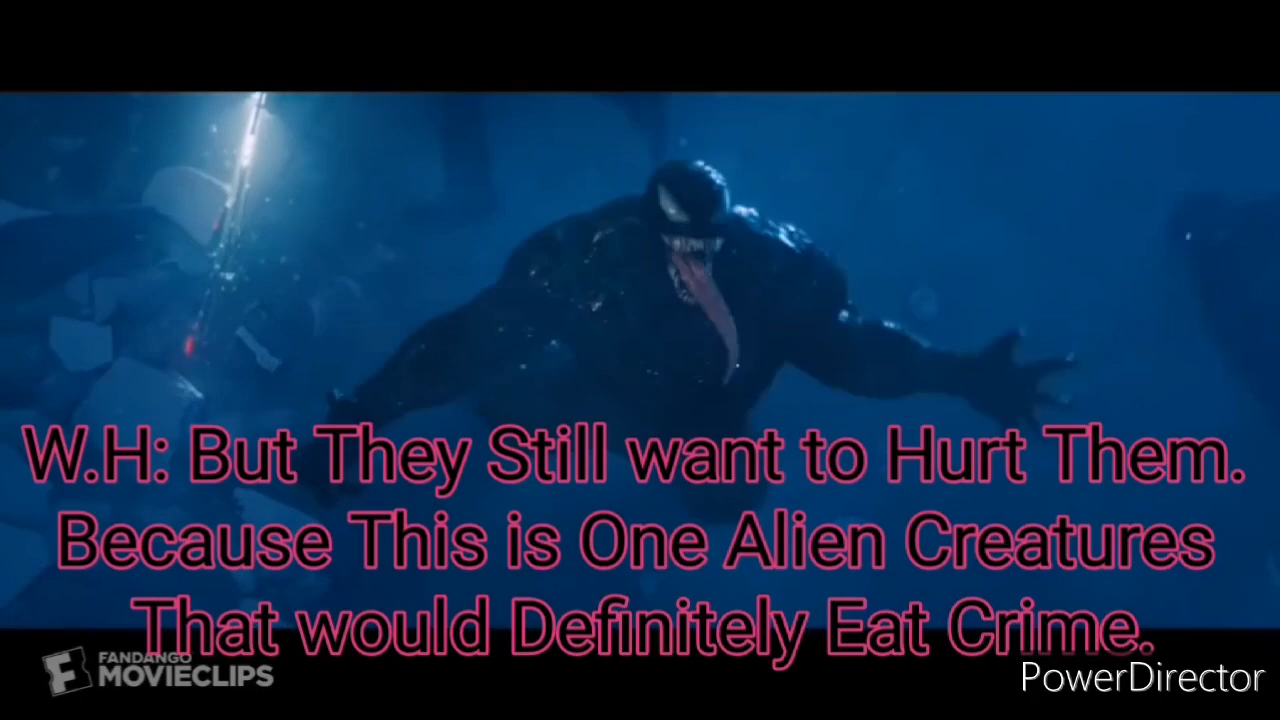 W.H: But They Still want to Hurt Them.
Because This is One Alien Creatures
That would Definitely Eat Crime.
FANDANGO
MOVIECLIPS
PowerDirector